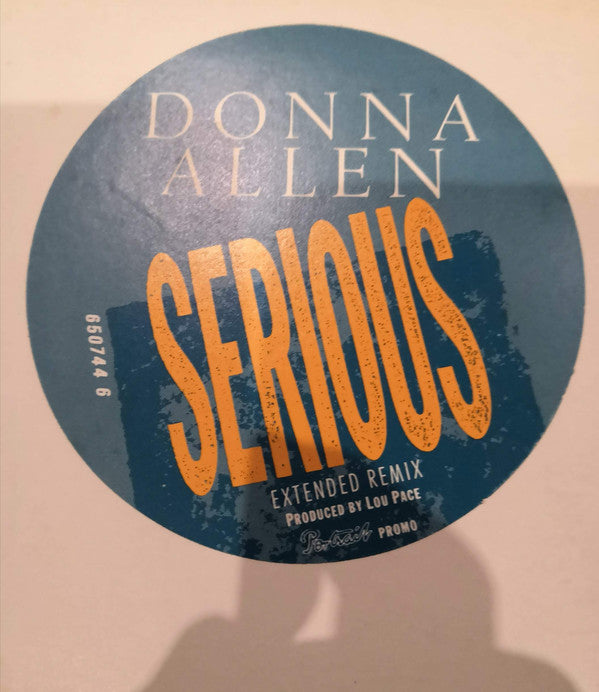 DONNA
ALLEN
SERIOUS
650744 6
EXTENDED REMIX
PRODUCED BY LOU PACE
Portrait PROMO